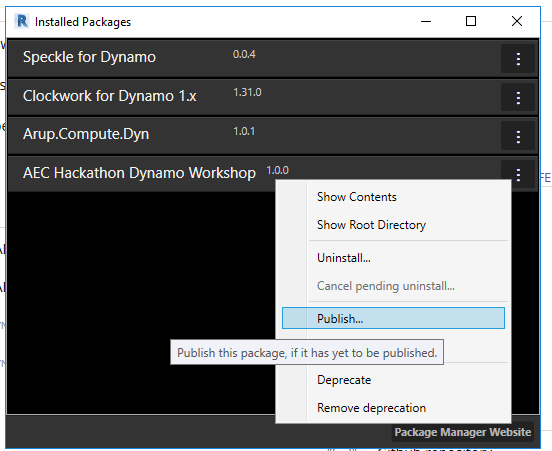 R Installed Packages
Speckle for Dynamo 0.0.4
Clockwork for Dynamo 1.x 1.31.0
Arup.Compute.Dyn 1.0.1
AEC Hackathon Dynamo Workshop 1.0.0
Show Contents
Show Root Directory
Uninstall...
Cancel pending uninstall...
Publish...
Publish this package, if it has yet to be published.
Deprecate
Remove deprecation
Package Manager Website